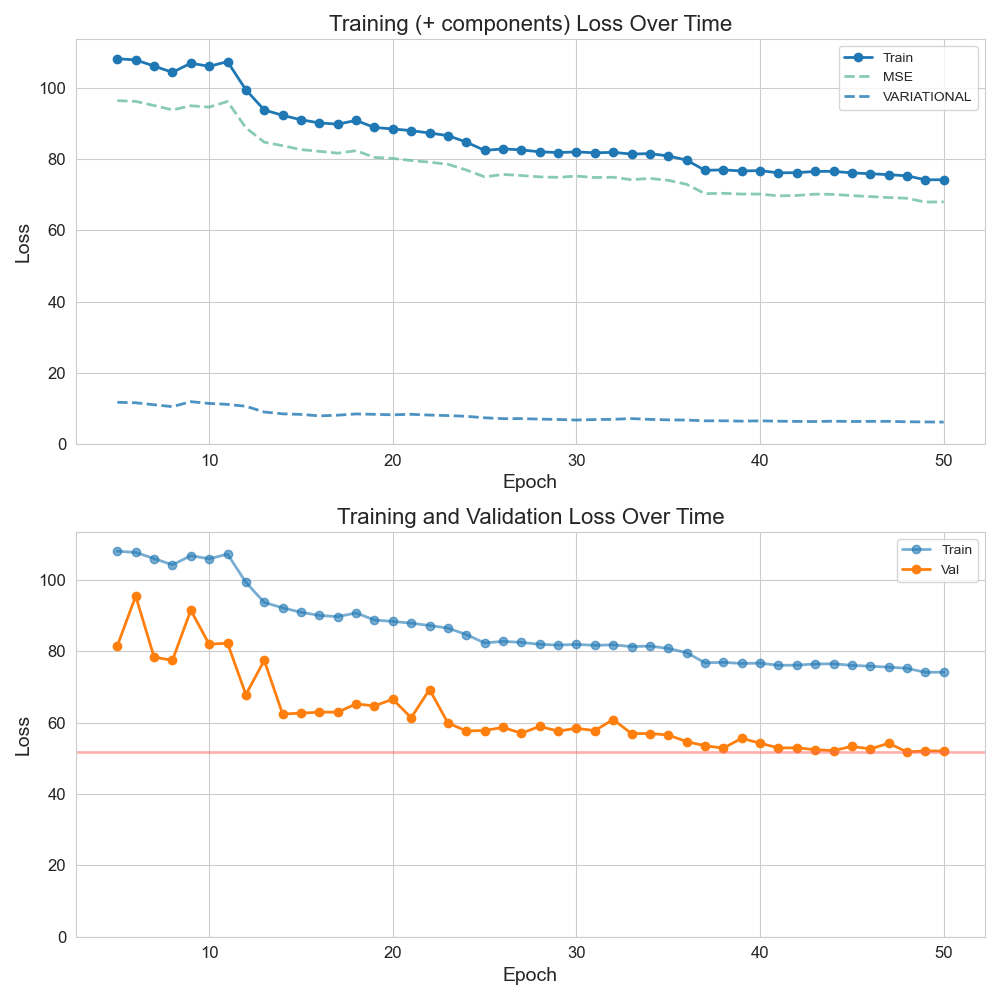 Training (+ components) Loss Over Time
Train
MSE
VARIATIONAL
100
80
60
40
20
0
Loss
10 20 30 40 50
Epoch
Training and Validation Loss Over Time
Train
Val
100
80
60
40
20
0
Loss
10 20 30 40 50
Epoch